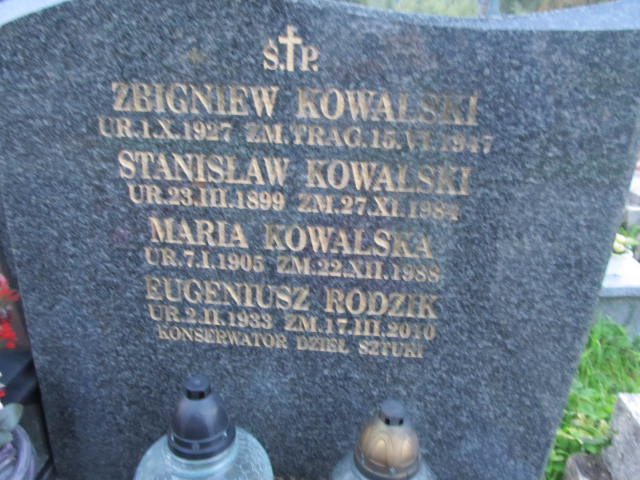 Ś.†P.
ZBIGNIEW KOWALSKI
UR.1.X.1927 ZM.TRAG.15.VI.1947
STANISŁAW KOWALSKI
UR.23.III.1899 ZM.27.XI.1984
MARIA KOWALSKA
UR.7.I.1905 ZM.22.XII.1988
EUGENIUSZ RODZIK
UR.2.II.1933 ZM.17.III.2010
KONSERWATOR DZIEŁ SZTUKI